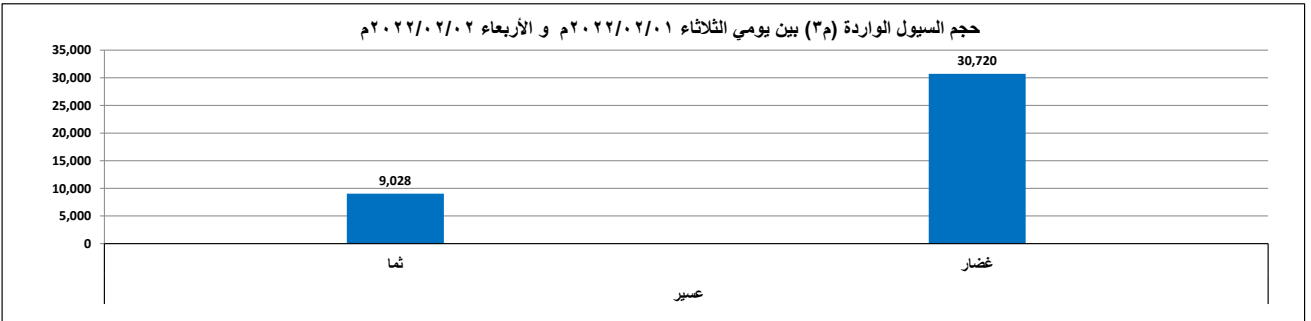 حجم السيول الواردة (م٣) بين يومي الثلاثاء ٢٠٢٢/٠٢/٠١م و الأربعاء ٢٠٢٢/٠٢/٠٢م
35,000
30,720
30,000
25,000
20,000
15,000
9,028
10,000
5,000
0
ثما
غضار
عسير